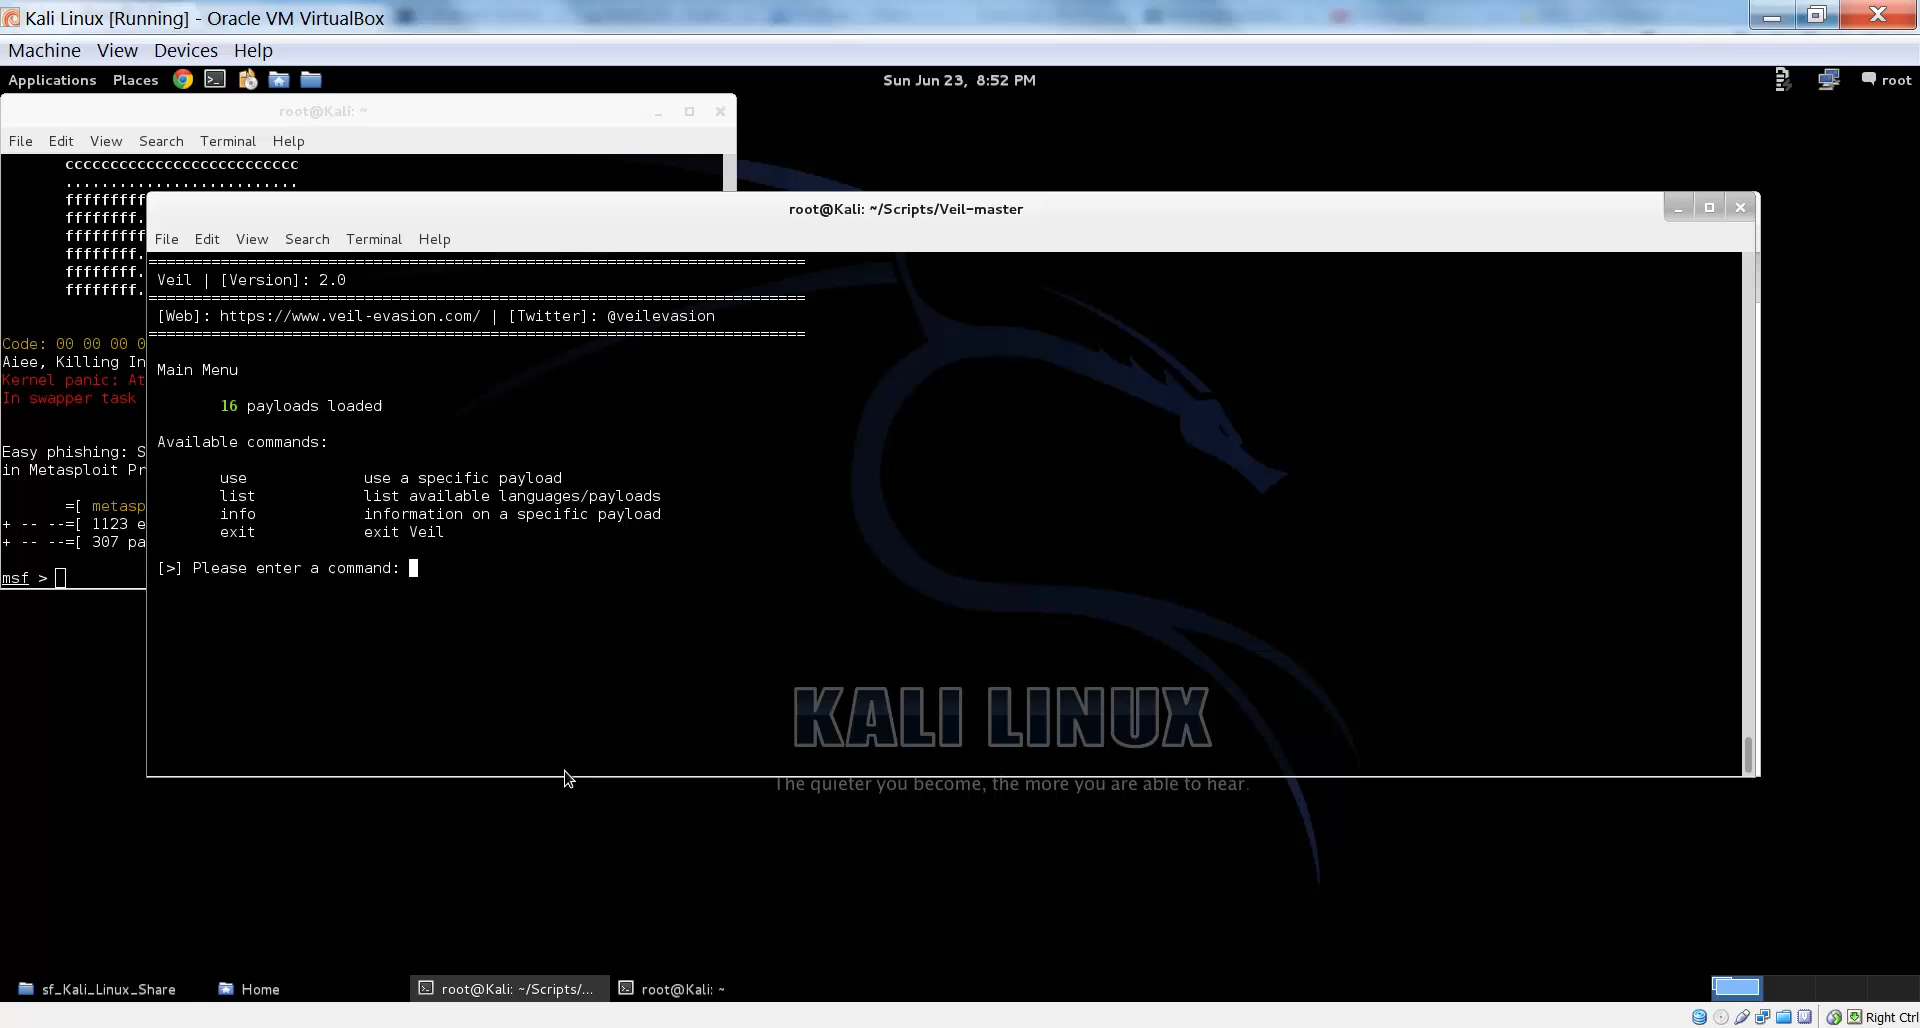 Kali Linux [Running] - Oracle VM VirtualBox
Machine View Devices Help
Applications Places Sun Jun 23, 8:52 PM root
root@Kali: ~
File Edit View Search Terminal Help
cccccccccccccccccccccccccc
..........................
ffffffff
ffffffff.
ffffffff
ffffffff.
ffffffff.
ffffffff.
Code: 00 00 00 0
Aiee, Killing In
Kernel panic: At
In swapper task
Easy phishing: S
in Metasploit Pr
=[ metasp
+ -- --=[ 1123 e
+ -- --=[ 307 pa
msf >
root@Kali: ~/Scripts/Veil-master
File Edit View Search Terminal Help
=========================================================================
Veil | [Version]: 2.0
=========================================================================
[Web]: https://www.veil-evasion.com/ | [Twitter]: @veilevasion
=========================================================================
Main Menu
16 payloads loaded
Available commands:
use use a specific payload
list list available languages/payloads
info information on a specific payload
exit exit Veil
[>] Please enter a command:
KALI LINUX
The quieter you become, the more you are able to hear.
sf_Kali_Linux_Share Home root@Kali: ~/Scripts/... root@Kali: ~
Right Ctrl